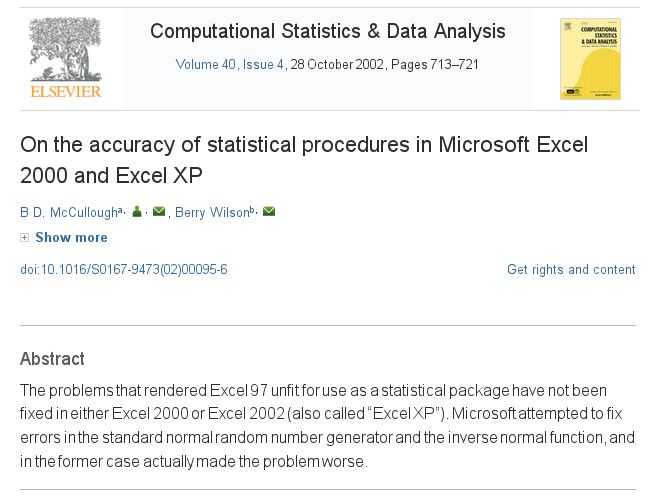 Computational Statistics & Data Analysis
Volume 40, Issue 4, 28 October 2002, Pages 713–721
ELSEVIER
COMPUTATIONAL
STATISTICS
& DATA ANALYSIS
On the accuracy of statistical procedures in Microsoft Excel
2000 and Excel XP
B D. McCullough a, , Berry Wilson b,
Show more
doi:10.1016/S0167-9473(02)00095-6
Get rights and content
Abstract
The problems that rendered Excel 97 unfit for use as a statistical package have not been
fixed in either Excel 2000 or Excel 2002 (also called “Excel XP”). Microsoft attempted to fix
errors in the standard normal random number generator and the inverse normal function, and
in the former case actually made the problem worse.